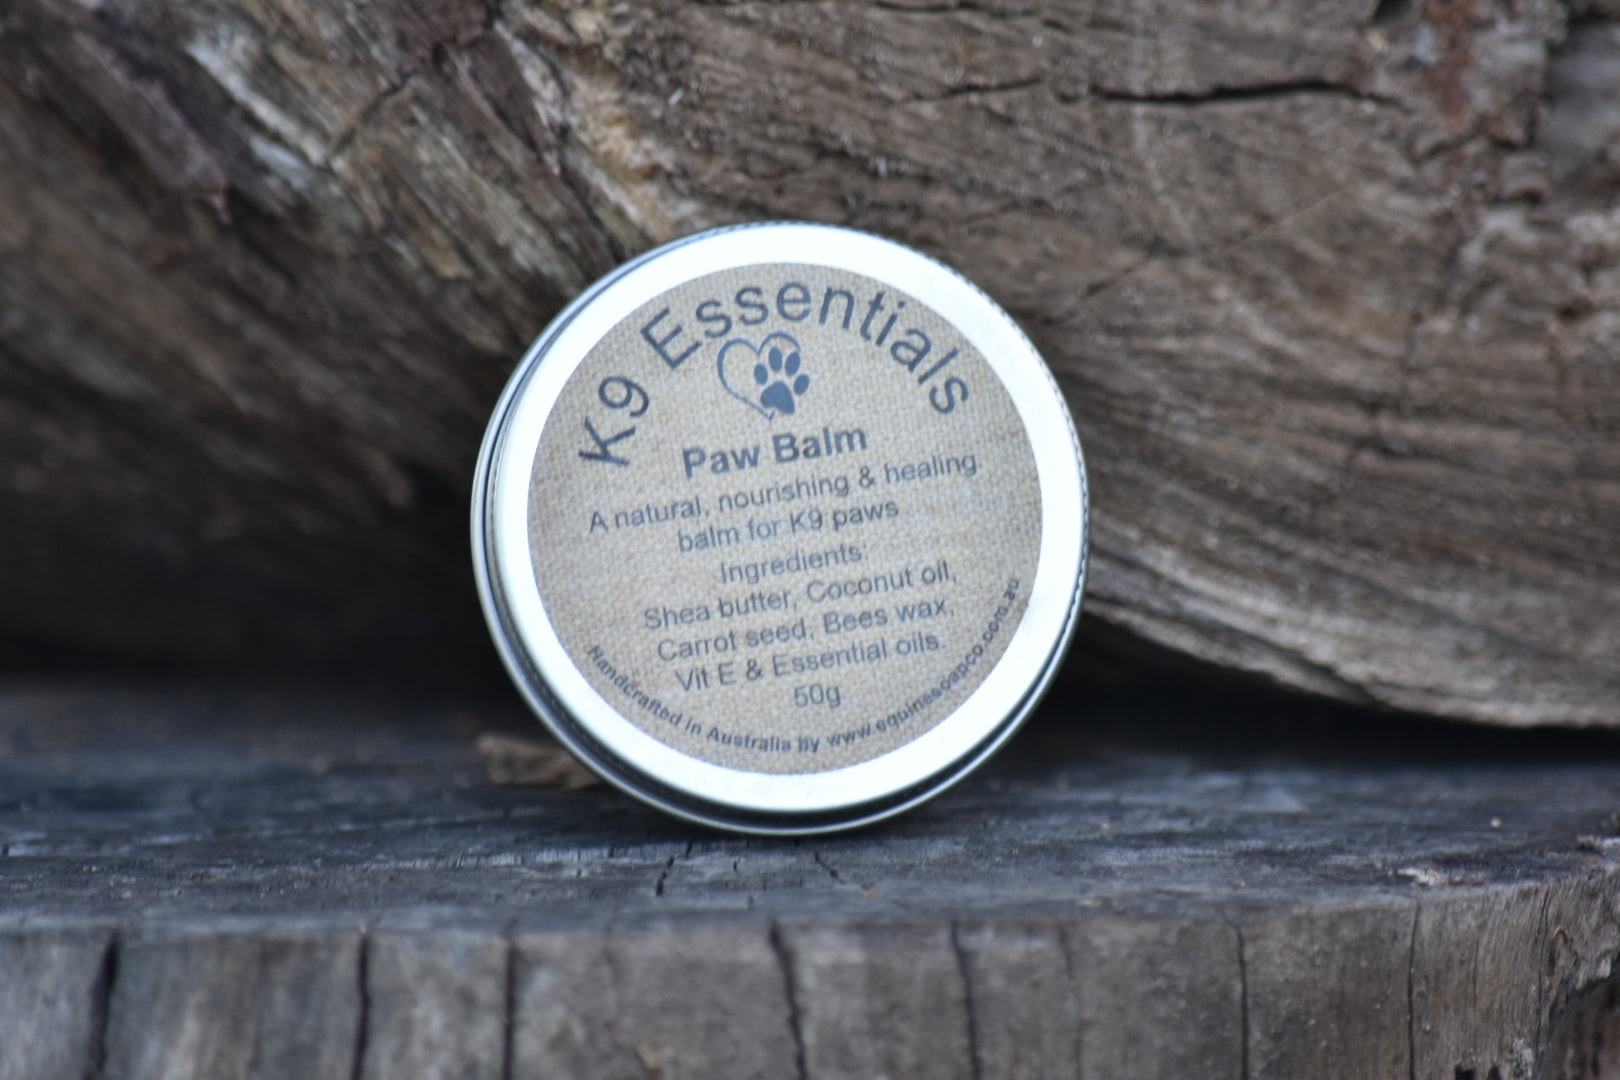 K9 Essentials
Paw Balm
A natural, nourishing & healing
balm for K9 paws
Ingredients:
Shea butter, Coconut oil,
Carrot seed, Bees wax,
Vit E & Essential oils.
50g
Handcrafted in Australia by www.equinesoapco.com.au